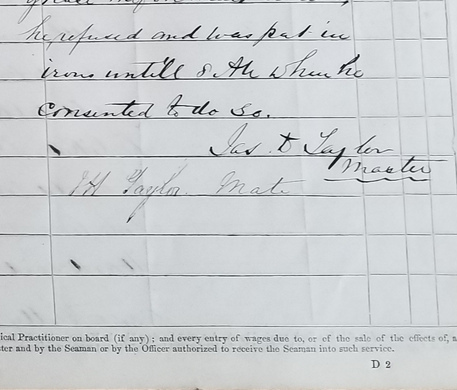 he refused and was put in
irons untill 8 AM when he
consented to do so.
Jas. D Taylor
Master
Taylor Mate
ical Practitioner on board (if any); and every entry of wages due to, or of the sale of the effects of, a
ster and by the Seaman or by the Officer authorized to receive the Seaman into such service.
D 2